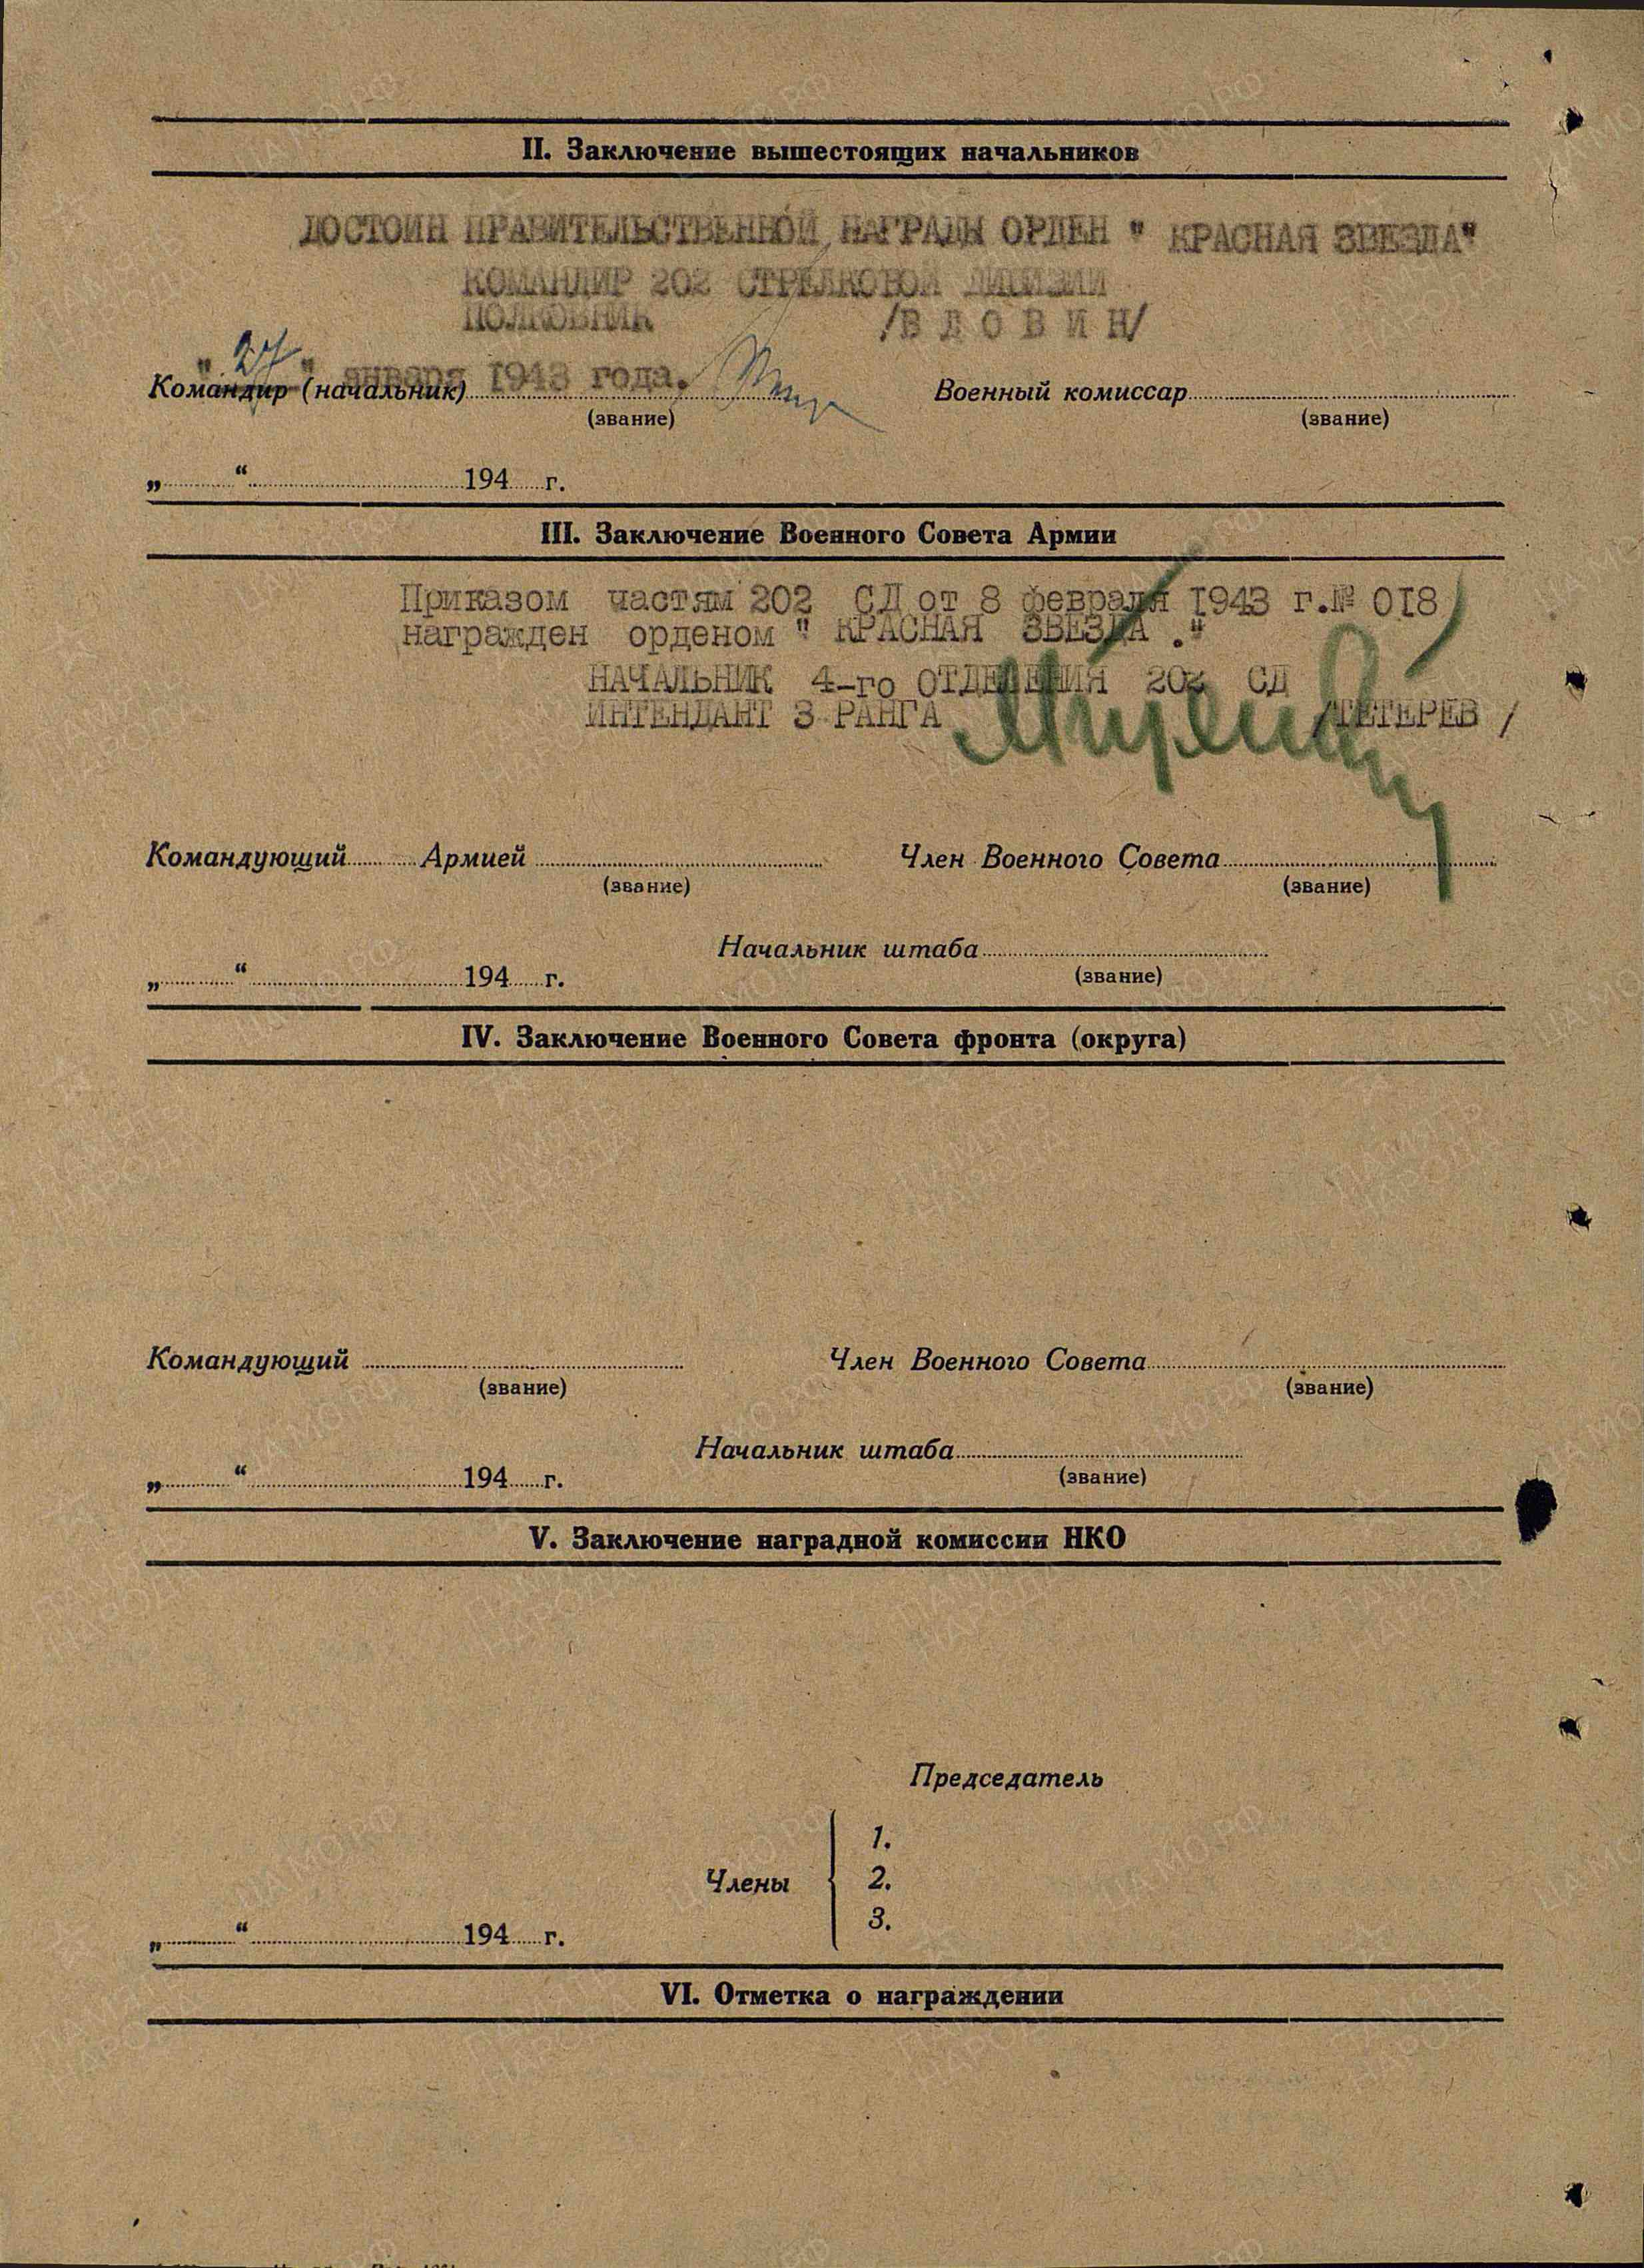 II. Заключение вышестоящих начальников
ДОСТОИН ПРАВИТЕЛЬСТВЕННОЙ НАГРАДЫ ОРДЕН " КРАСНАЯ ЗВЕЗДА"
КОМАНДИР 202 СТРЕЛКОВОЙ ДИВИЗИИ
ПОЛКОВНИК /В Д О В И Н/
"27" января 1943 года.
Командир (начальник) Военный комиссар
(звание) (звание)
„ “ 194 г.
III. Заключение Военного Совета Армии
Приказом частям 202 СД от 8 февраля 1943 г.№ 018
награжден орденом " КРАСНАЯ ЗВЕЗДА ."
НАЧАЛЬНИК 4-го ОТДЕЛЕНИЯ 202 СД
ИНТЕНДАНТ 3 РАНГА /ТЕТЕРЕВ /
Командующий Армией Член Военного Совета
(звание) (звание)
Начальник штаба
„ “ 194 г. (звание)
IV. Заключение Военного Совета фронта (округа)
Командующий Член Военного Совета
(звание) (звание)
Начальник штаба
„ “ 194 г. (звание)
V. Заключение наградной комиссии НКО
Председатель
1.
Члены 2.
3.
„ “ 194 г.
VI. Отметка о награждении